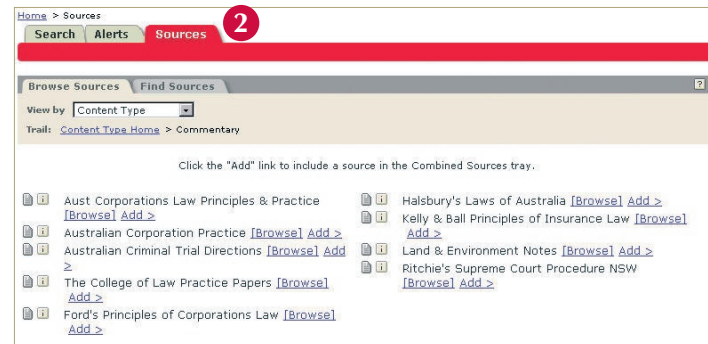 Home > Sources
Search Alerts Sources 2
Browse Sources Find Sources ?
View by Content Type
Trail: Content Type Home > Commentary
Click the "Add" link to include a source in the Combined Sources tray.
Aust Corporations Law Principles & Practice
[Browse] Add >
Australian Corporation Practice [Browse] Add >
Australian Criminal Trial Directions [Browse] Add
>
The College of Law Practice Papers [Browse]
Add >
Ford's Principles of Corporations Law [Browse]
Add >
Halsbury's Laws of Australia [Browse] Add >
Kelly & Ball Principles of Insurance Law [Browse]
Add >
Land & Environment Notes [Browse] Add >
Ritchie's Supreme Court Procedure NSW
[Browse] Add >